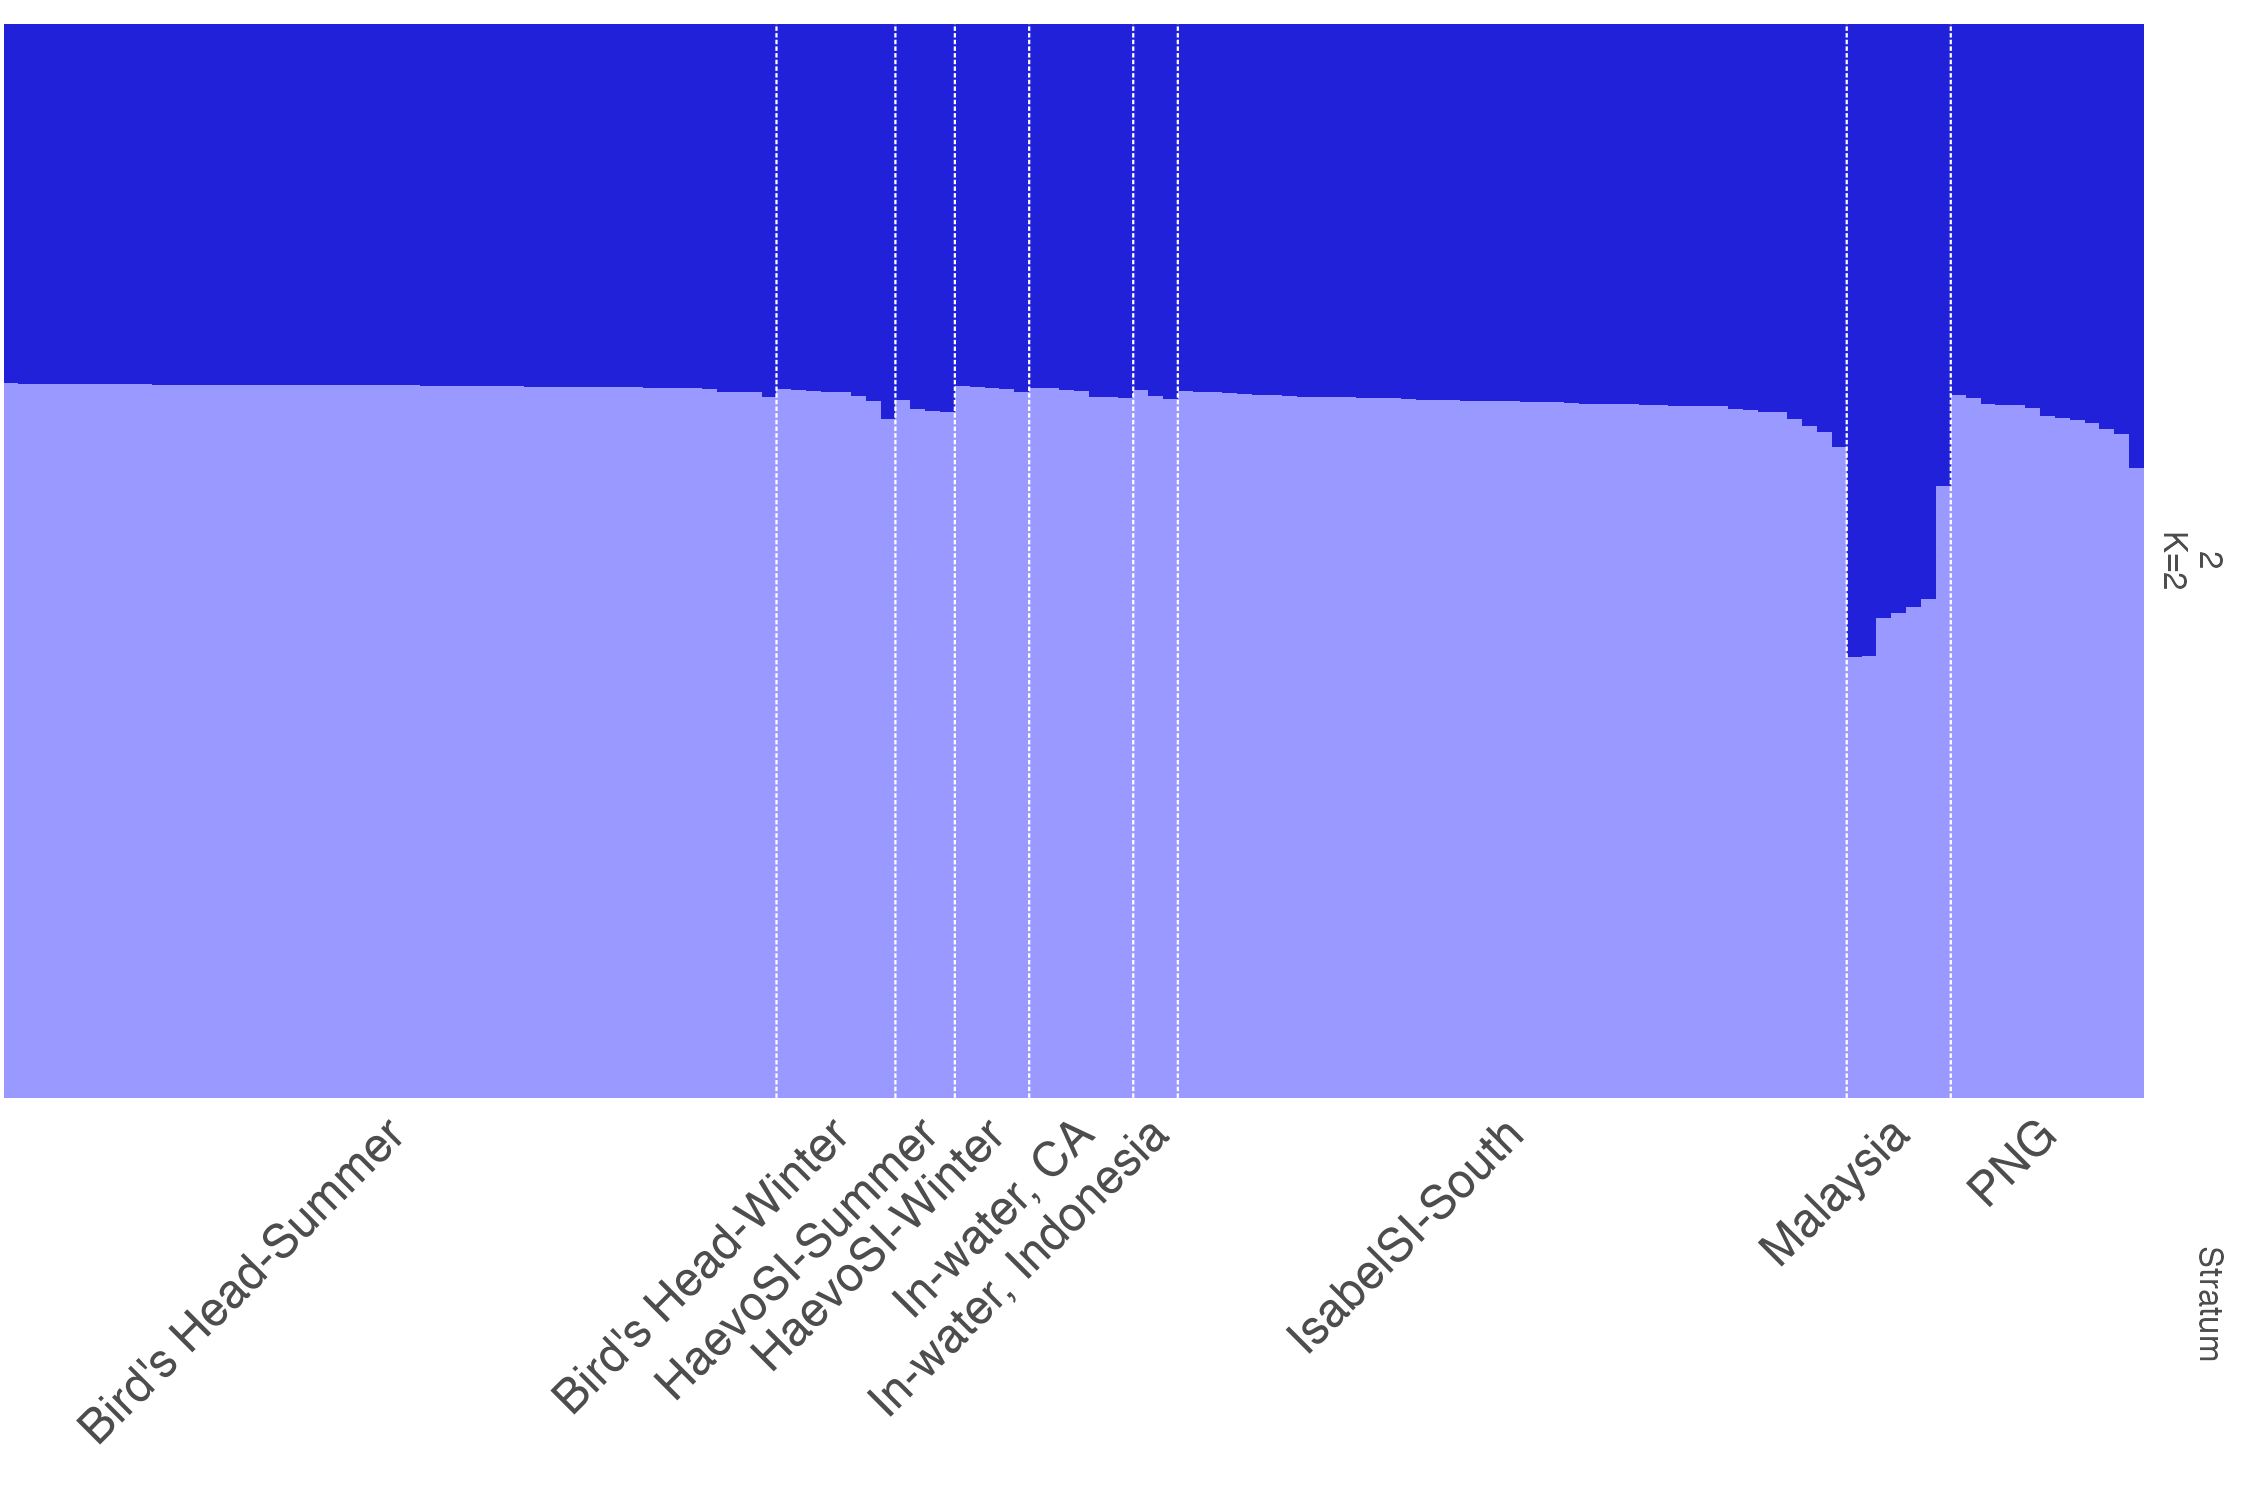 2
K=2
Bird's Head-Summer
Bird's Head-Winter
HaevoSI-Summer
HaevoSI-Winter
In-water, CA
In-water, Indonesia
IsabelSI-South
Malaysia
PNG
Stratum